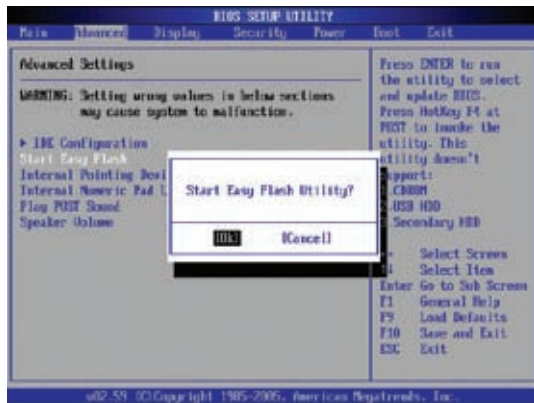 BIOS SETUP UTILITY
Main Advanced Display Security Power Boot Exit
Advanced Settings
WARNING: Setting wrong values in below sections
may cause system to malfunction.
▶ IDE Configuration
Start Easy Flash
Internal Pointing Devi
Internal Numeric Pad L
Play POST Sound
Speaker Volume
Start Easy Flash Utility?
[Ok] [Cancel]
Press ENTER to run
the utility to select
and update BIOS.
Press HotKey F4 at
POST to invoke the
utility. This
utility doesn't
support:
CDROM
USB HDD
Secondary HDD
Select Screen
Select Item
Enter Go to Sub Screen
F1 General Help
F9 Load Defaults
F10 Save and Exit
ESC Exit
v02.59 (C)Copyright 1985-2005, American Megatrends, Inc.